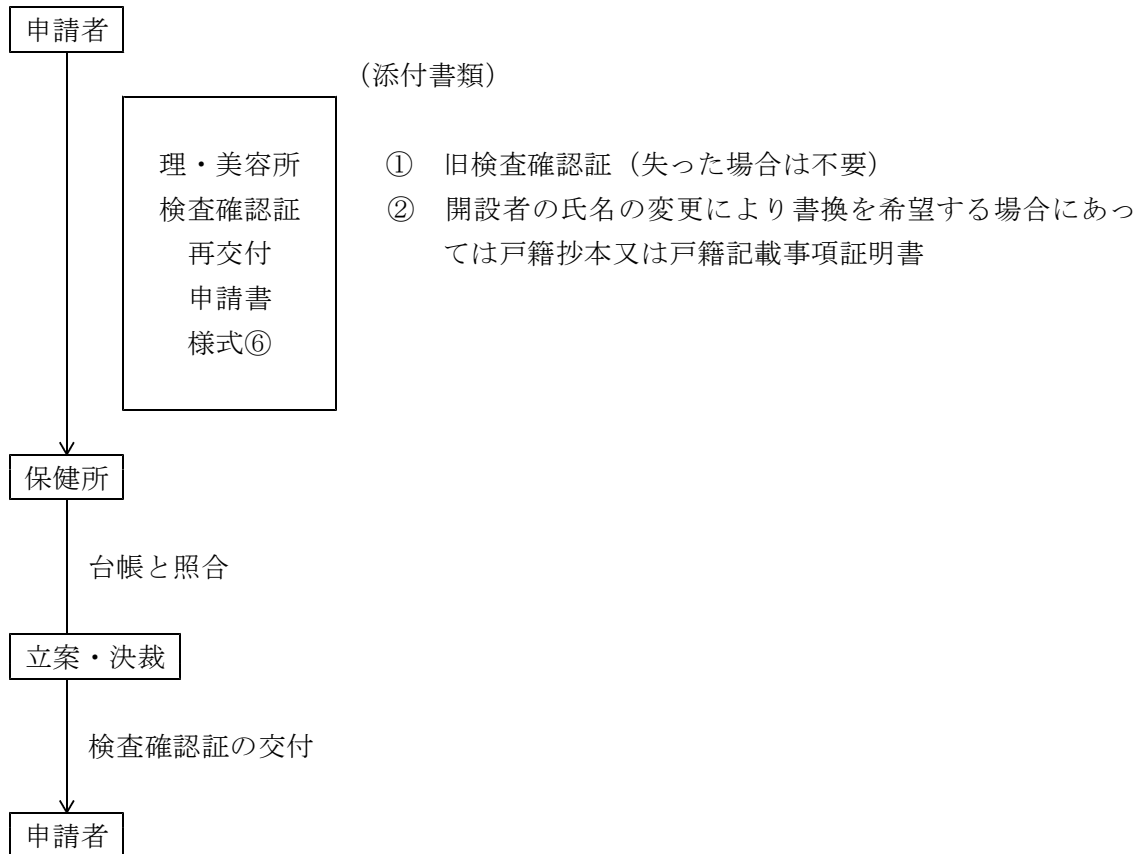 申請者
(添付書類)
理・美容所
検査確認証
再交付
申請書
様式⑥
① 旧検査確認証(失った場合は不要)
② 開設者の氏名の変更により書換を希望する場合にあっ
ては戸籍抄本又は戸籍記載事項証明書
保健所
台帳と照合
立案・決裁
検査確認証の交付
申請者